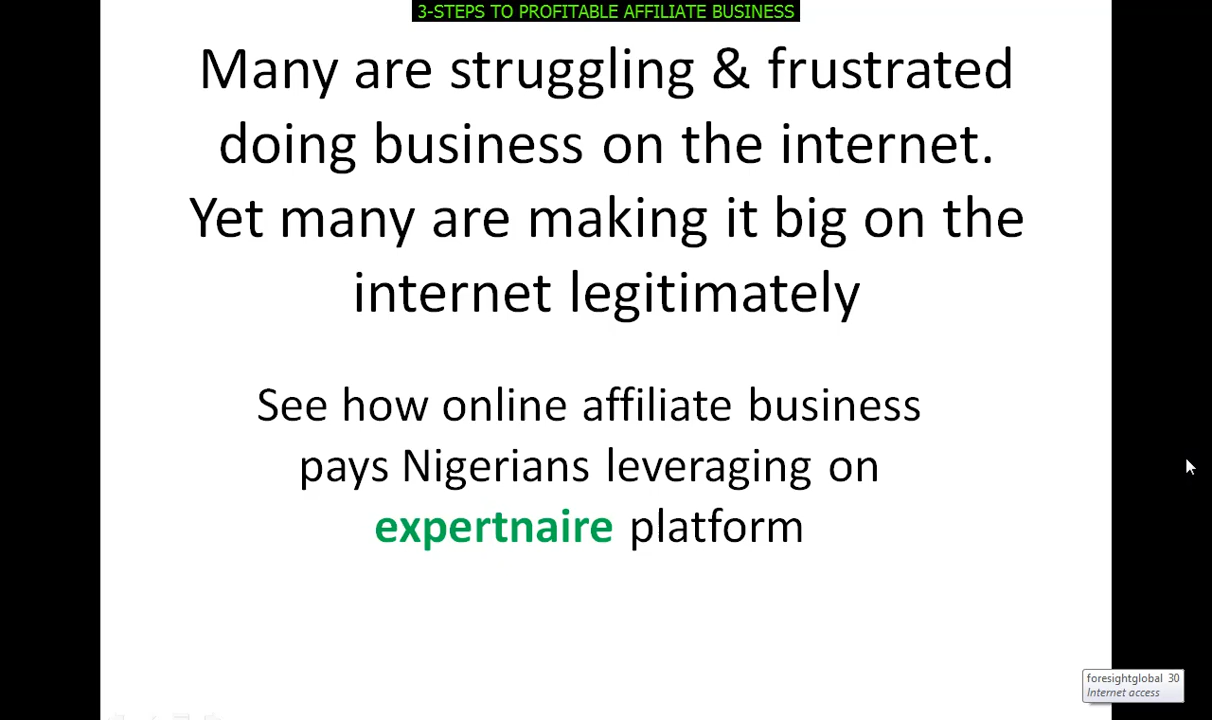 3-STEPS TO PROFITABLE AFFILIATE BUSINESS
Many are struggling & frustrated
doing business on the internet.
Yet many are making it big on the
internet legitimately
See how online affiliate business
pays Nigerians leveraging on
expertnaire platform
foresightglobal 30
Internet access